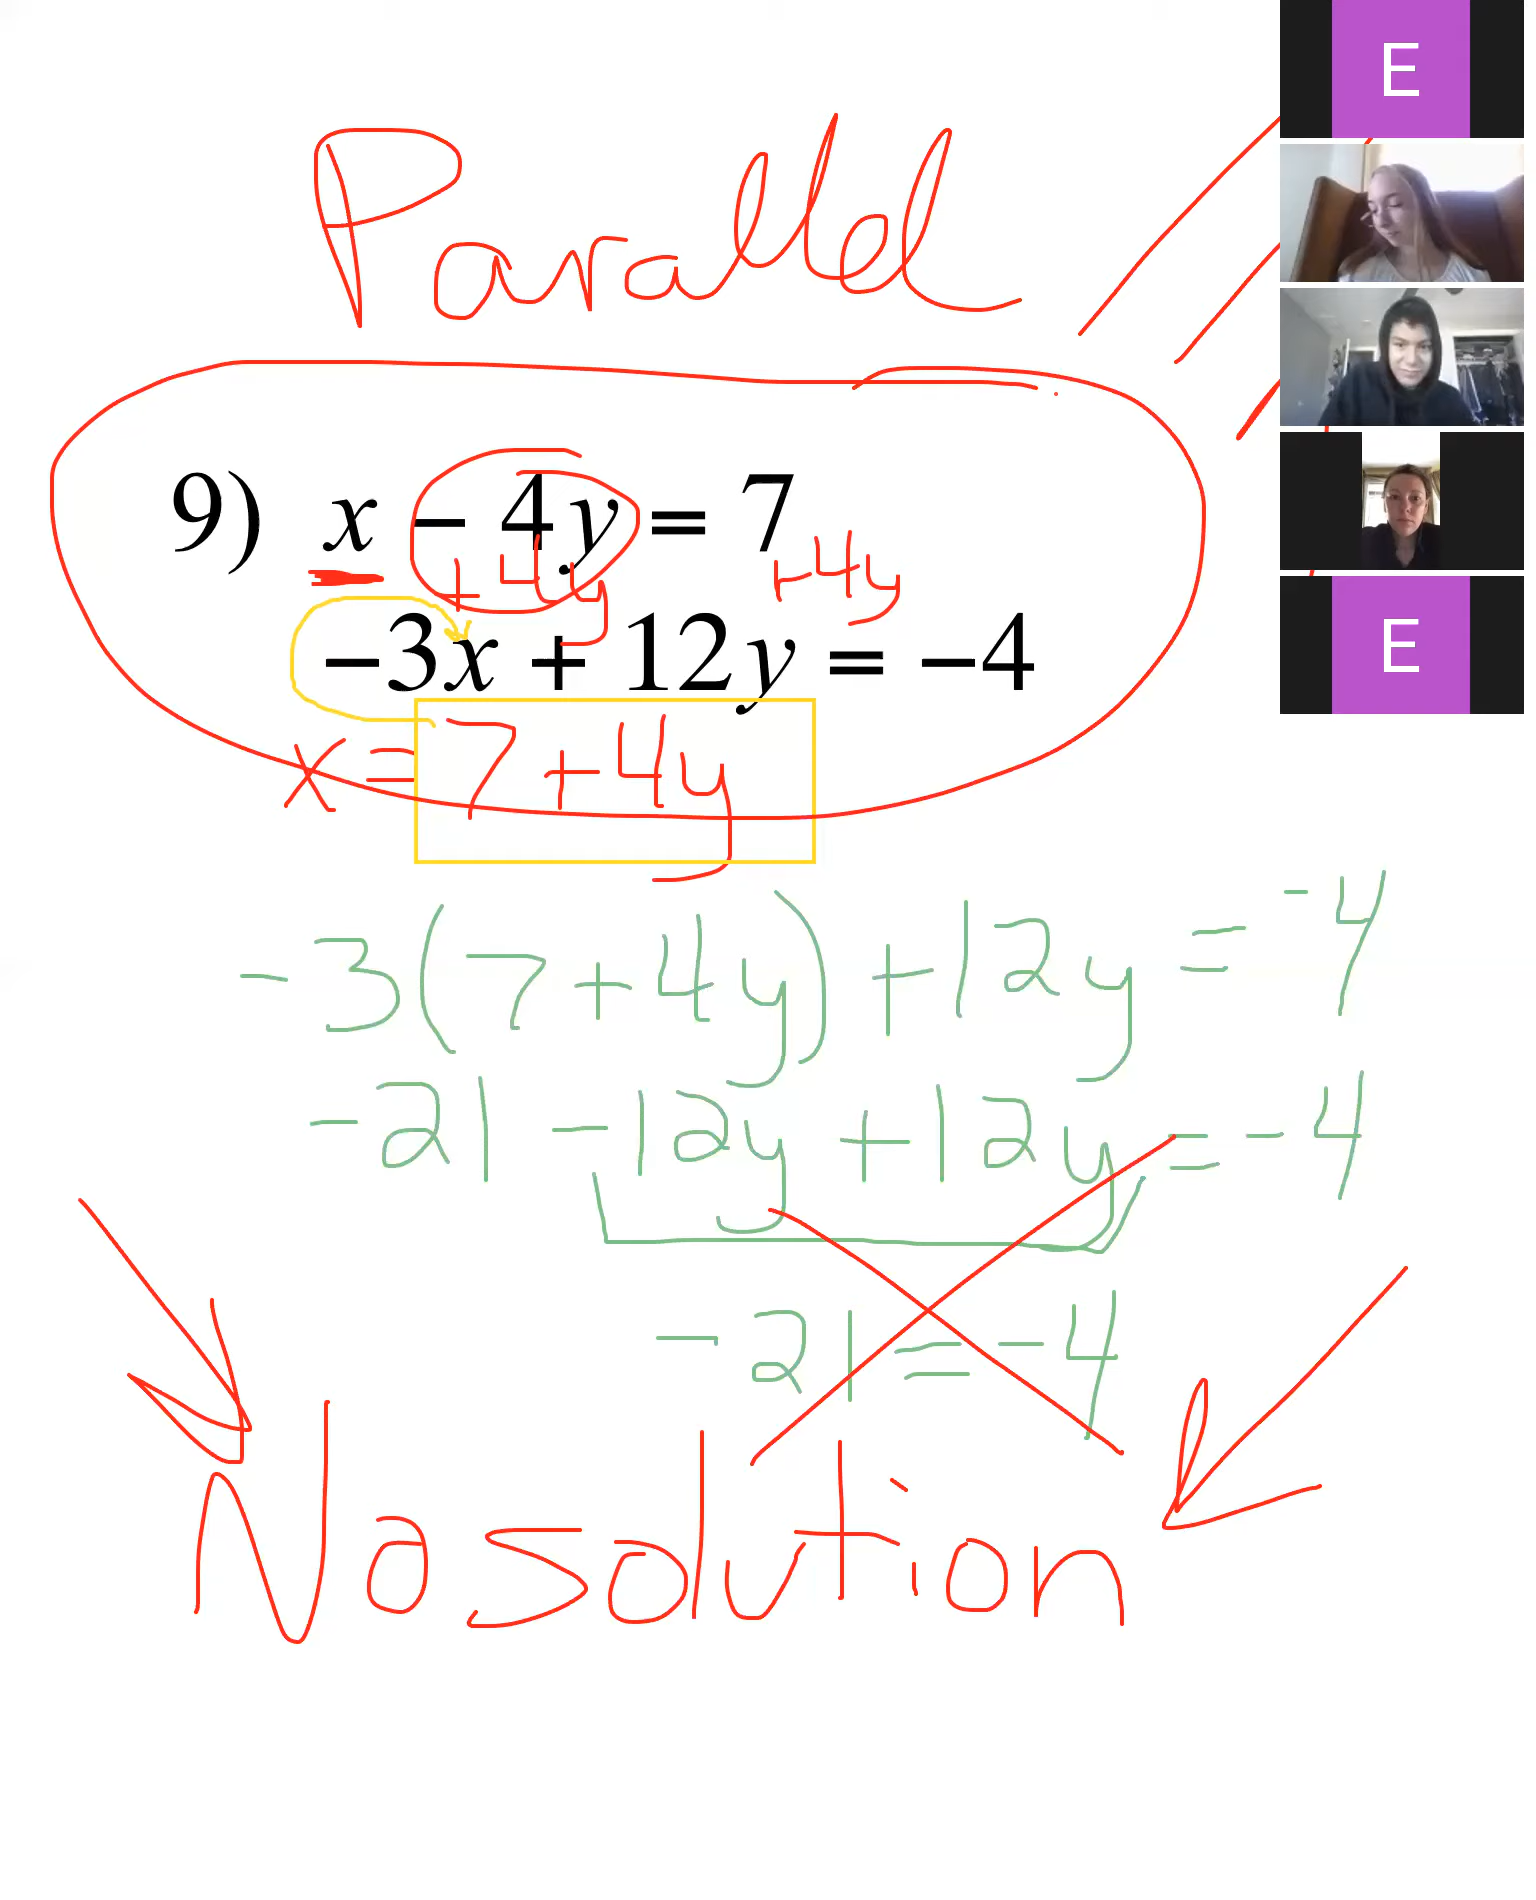 E
Parallel
9) x − 4y = 7
+4y +4y
−3x + 12y = −4
x = 7 + 4y
-3(7+4y)+12y = -4
-21 -12y +12y = -4
-21 = -4
No solution
E